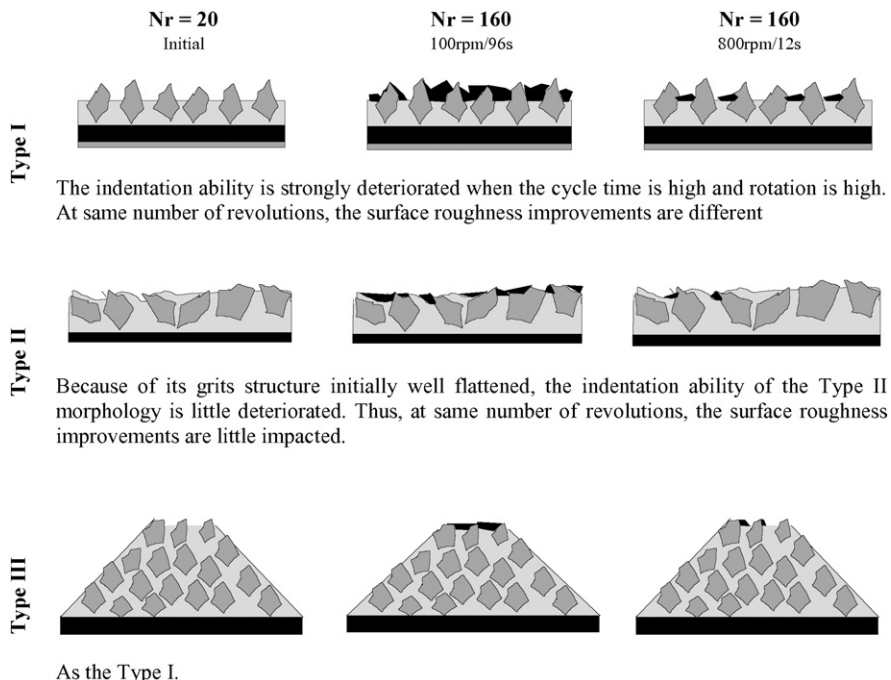 Nr = 20 Nr = 160 Nr = 160
Initial 100rpm/96s 800rpm/12s
Type I
The indentation ability is strongly deteriorated when the cycle time is high and rotation is high.
At same number of revolutions, the surface roughness improvements are different
Type II
Because of its grits structure initially well flattened, the indentation ability of the Type II
morphology is little deteriorated. Thus, at same number of revolutions, the surface roughness
improvements are little impacted.
Type III
As the Type I.